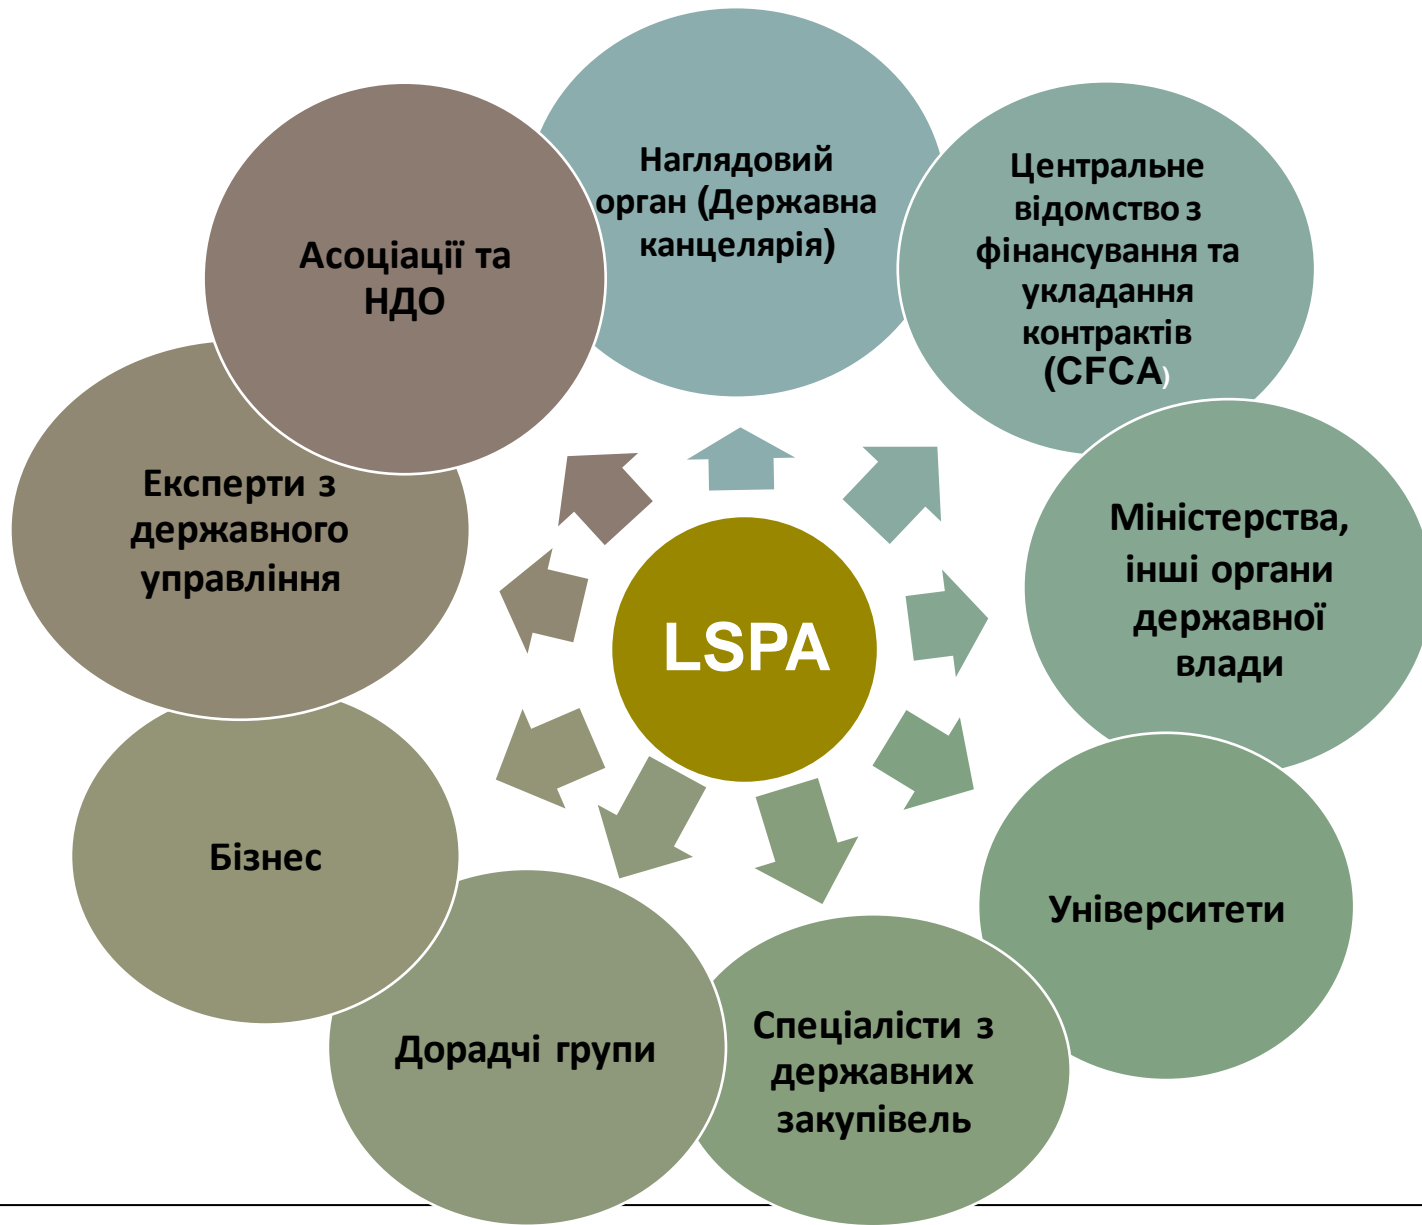 Наглядовий
орган (Державна
канцелярія)
Центральне
відомство з
фінансування та
укладання
контрактів
(CFCA)
Міністерства,
інші органи
державної
влади
Університети
Спеціалісти з
державних
закупівель
Дорадчі групи
Бізнес
Експерти з
державного
управління
Асоціації та
НДО
LSPA